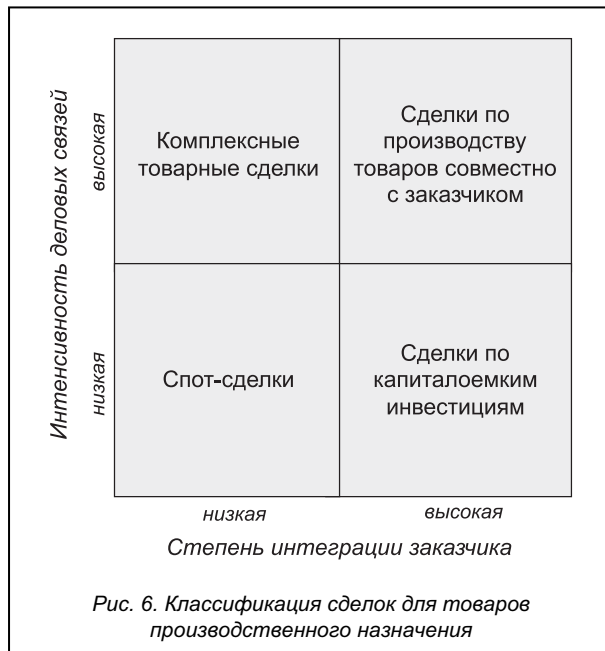 Интенсивность деловых связей
высокая
низкая
Комплексные
товарные сделки
Сделки по
производству
товаров совместно
с заказчиком
Спот-сделки
Сделки по
капиталоемким
инвестициям
низкая
высокая
Степень интеграции заказчика
Рис. 6. Классификация сделок для товаров
производственного назначения